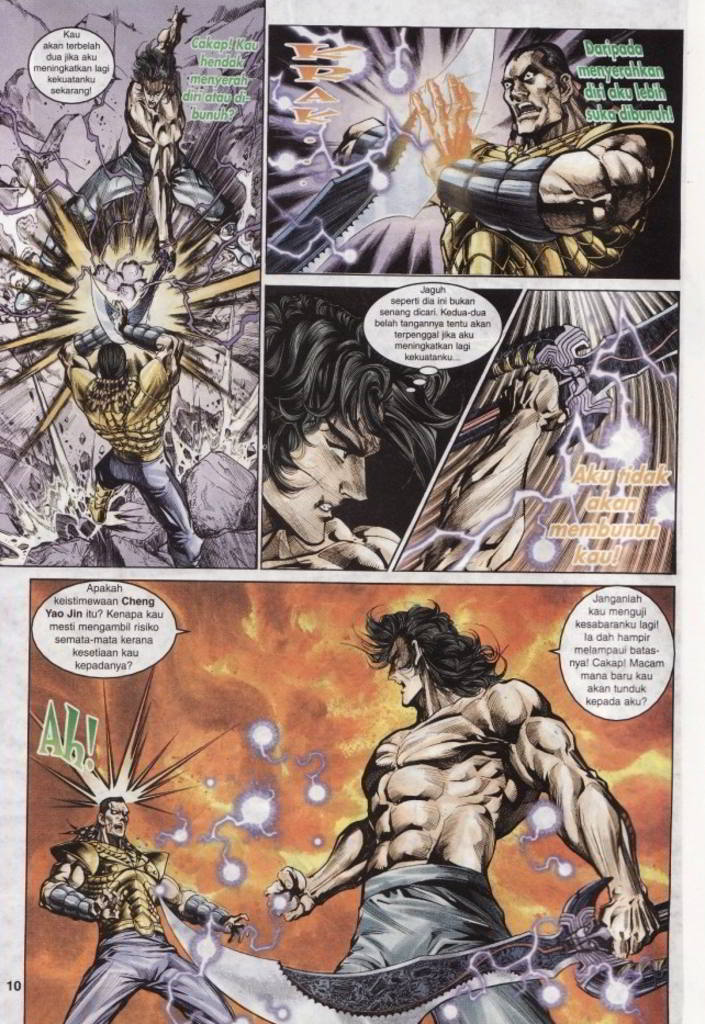 Kau
akan terbelah
dua jika aku
meningkatkan lagi
kekuatanku
sekarang!
Cakap! Kau
hendak
menyerah
diri atau di-
bunuh?
KRAK
Daripada
menyerahkan
diri aku lebih
suka dibunuh!
Jaguh
seperti dia ini bukan
senang dicari. Kedua-dua
belah tangannya tentu akan
terpenggal jika aku
meningkatkan lagi
kekuatanku...
Aku tidak
akan
membunuh
kau!
Apakah
keistimewaan Cheng
Yao Jin itu? Kenapa kau
mesti mengambil risiko
semata-mata kerana
kesetiaan kau
kepadanya?
Ah!
Janganlah
kau menguji
kesabaranku lagi!
Ia dah hampir
melampaui batas-
nya! Cakap! Macam
mana baru kau
akan tunduk
kepada aku?
10